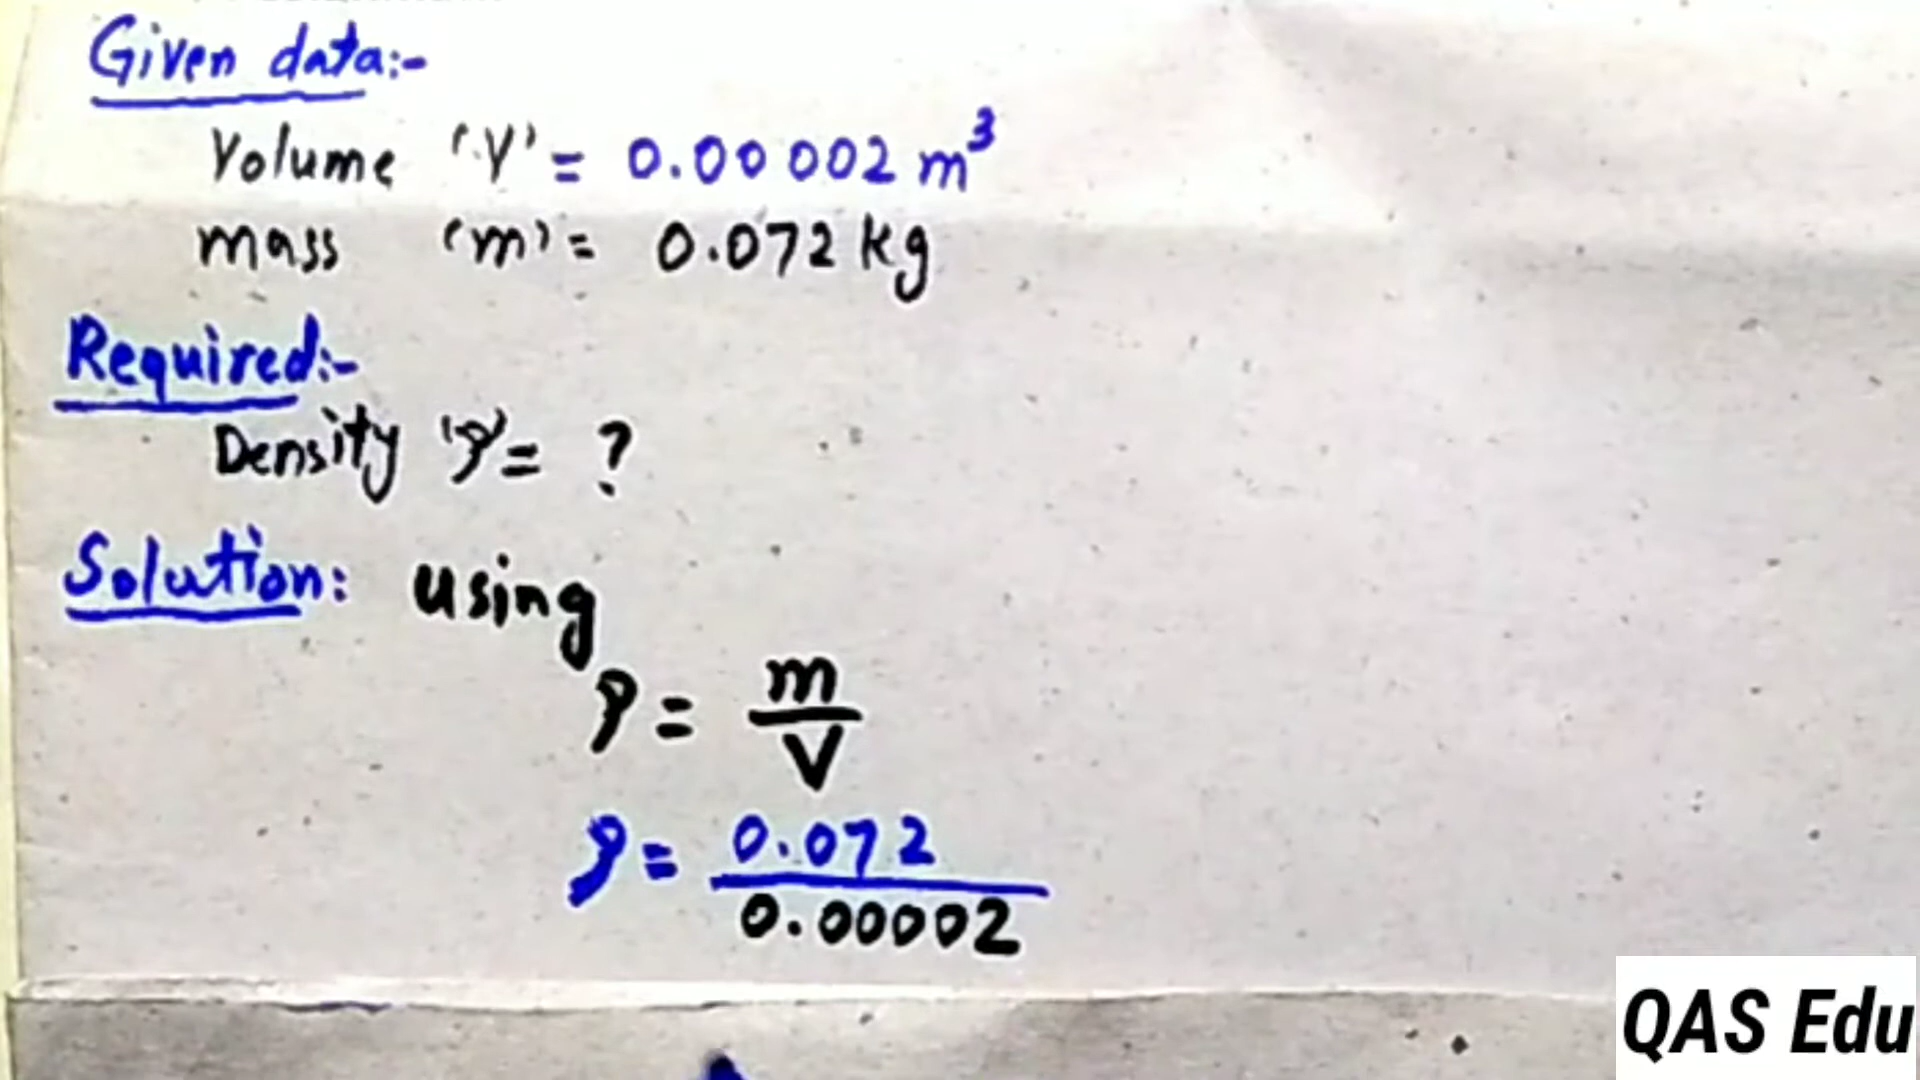 Given data:-
Volume 'V' = 0.00002 m³
mass 'm' = 0.072 kg
Required:-
Density 'ρ' = ?
Solution: using
ρ = m/V
ρ = 0.072/0.00002
QAS Edu